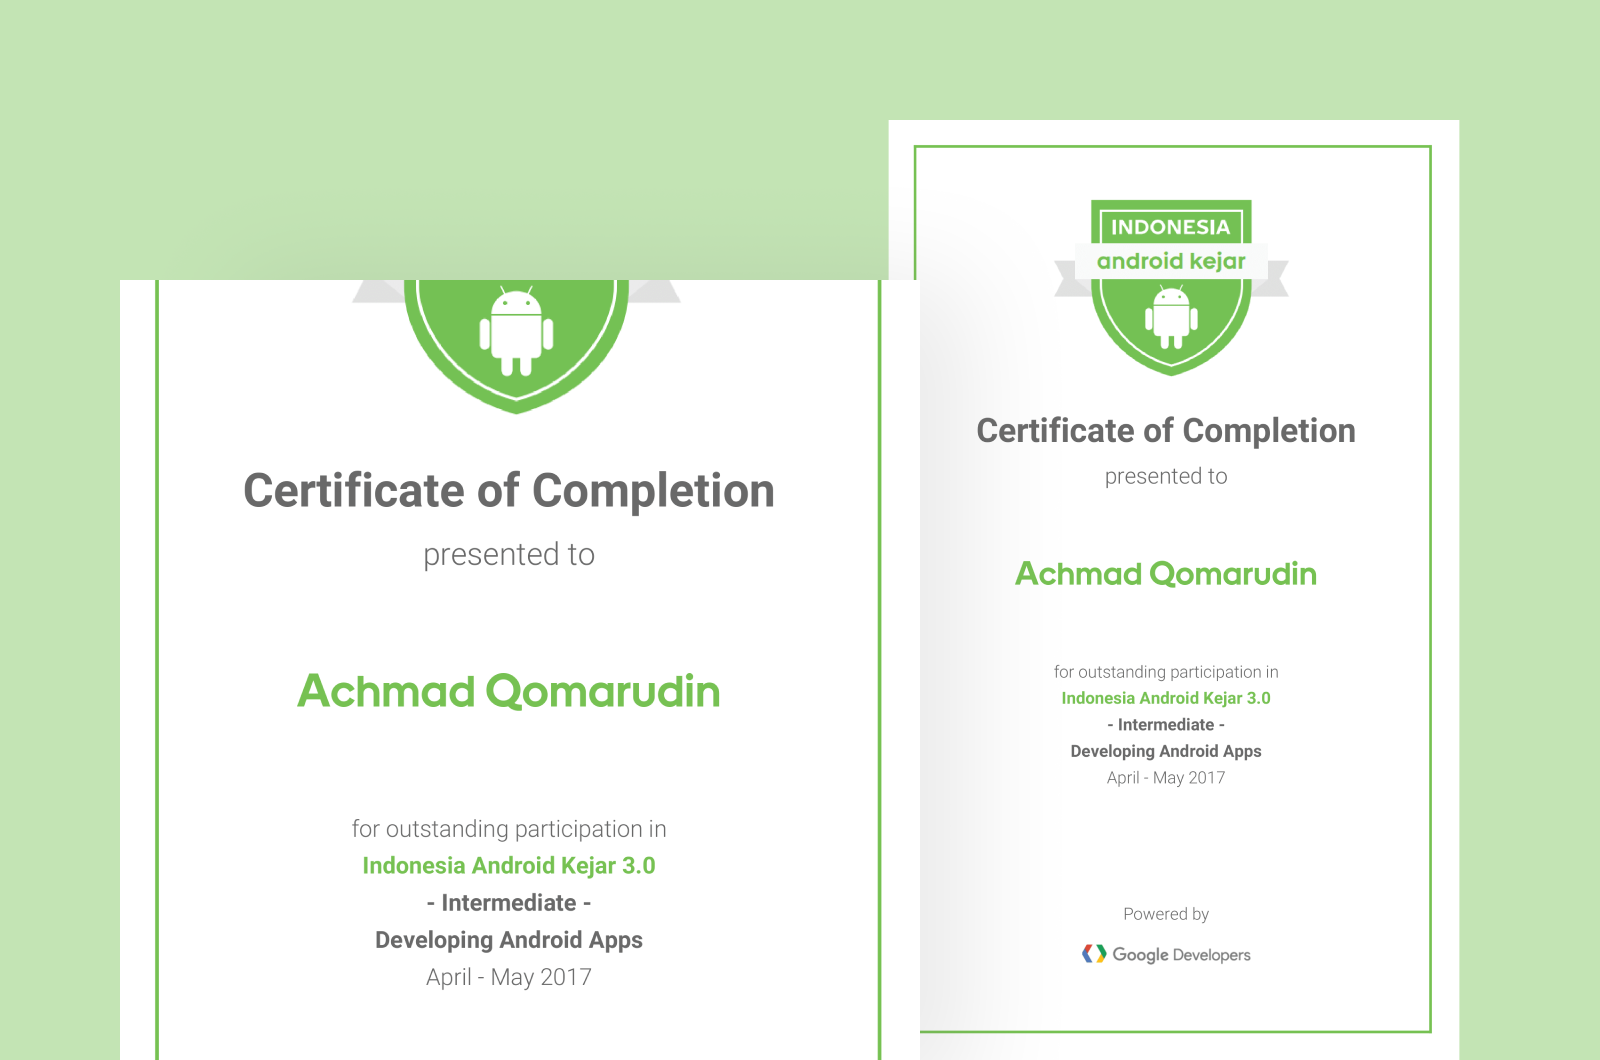 Certificate of Completion
presented to
Achmad Qomarudin
for outstanding participation in
Indonesia Android Kejar 3.0
- Intermediate -
Developing Android Apps
April - May 2017
INDONESIA
android kejar
Certificate of Completion
presented to
Achmad Qomarudin
for outstanding participation in
Indonesia Android Kejar 3.0
- Intermediate -
Developing Android Apps
April - May 2017
Powered by
Google Developers